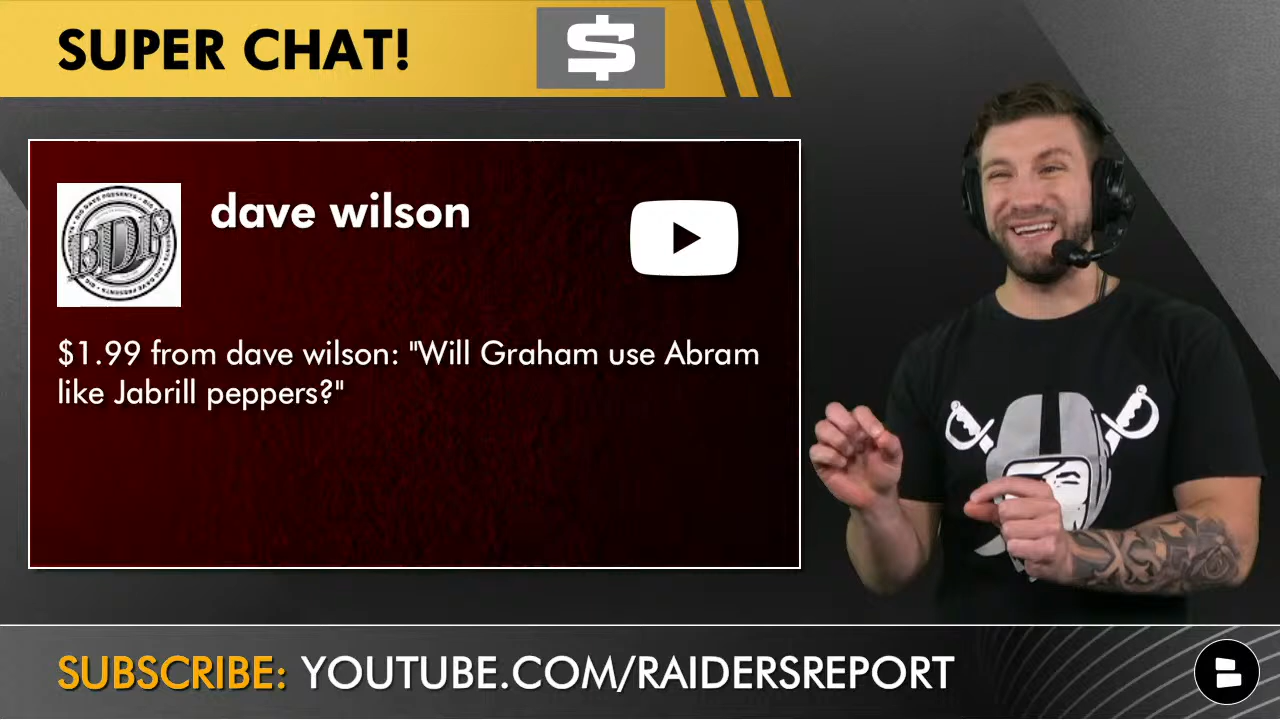 SUPER CHAT!
$
dave wilson
BDP
$1.99 from dave wilson: "Will Graham use Abram
like Jabrill peppers?"
SUBSCRIBE: YOUTUBE.COM/RAIDERSREPORT